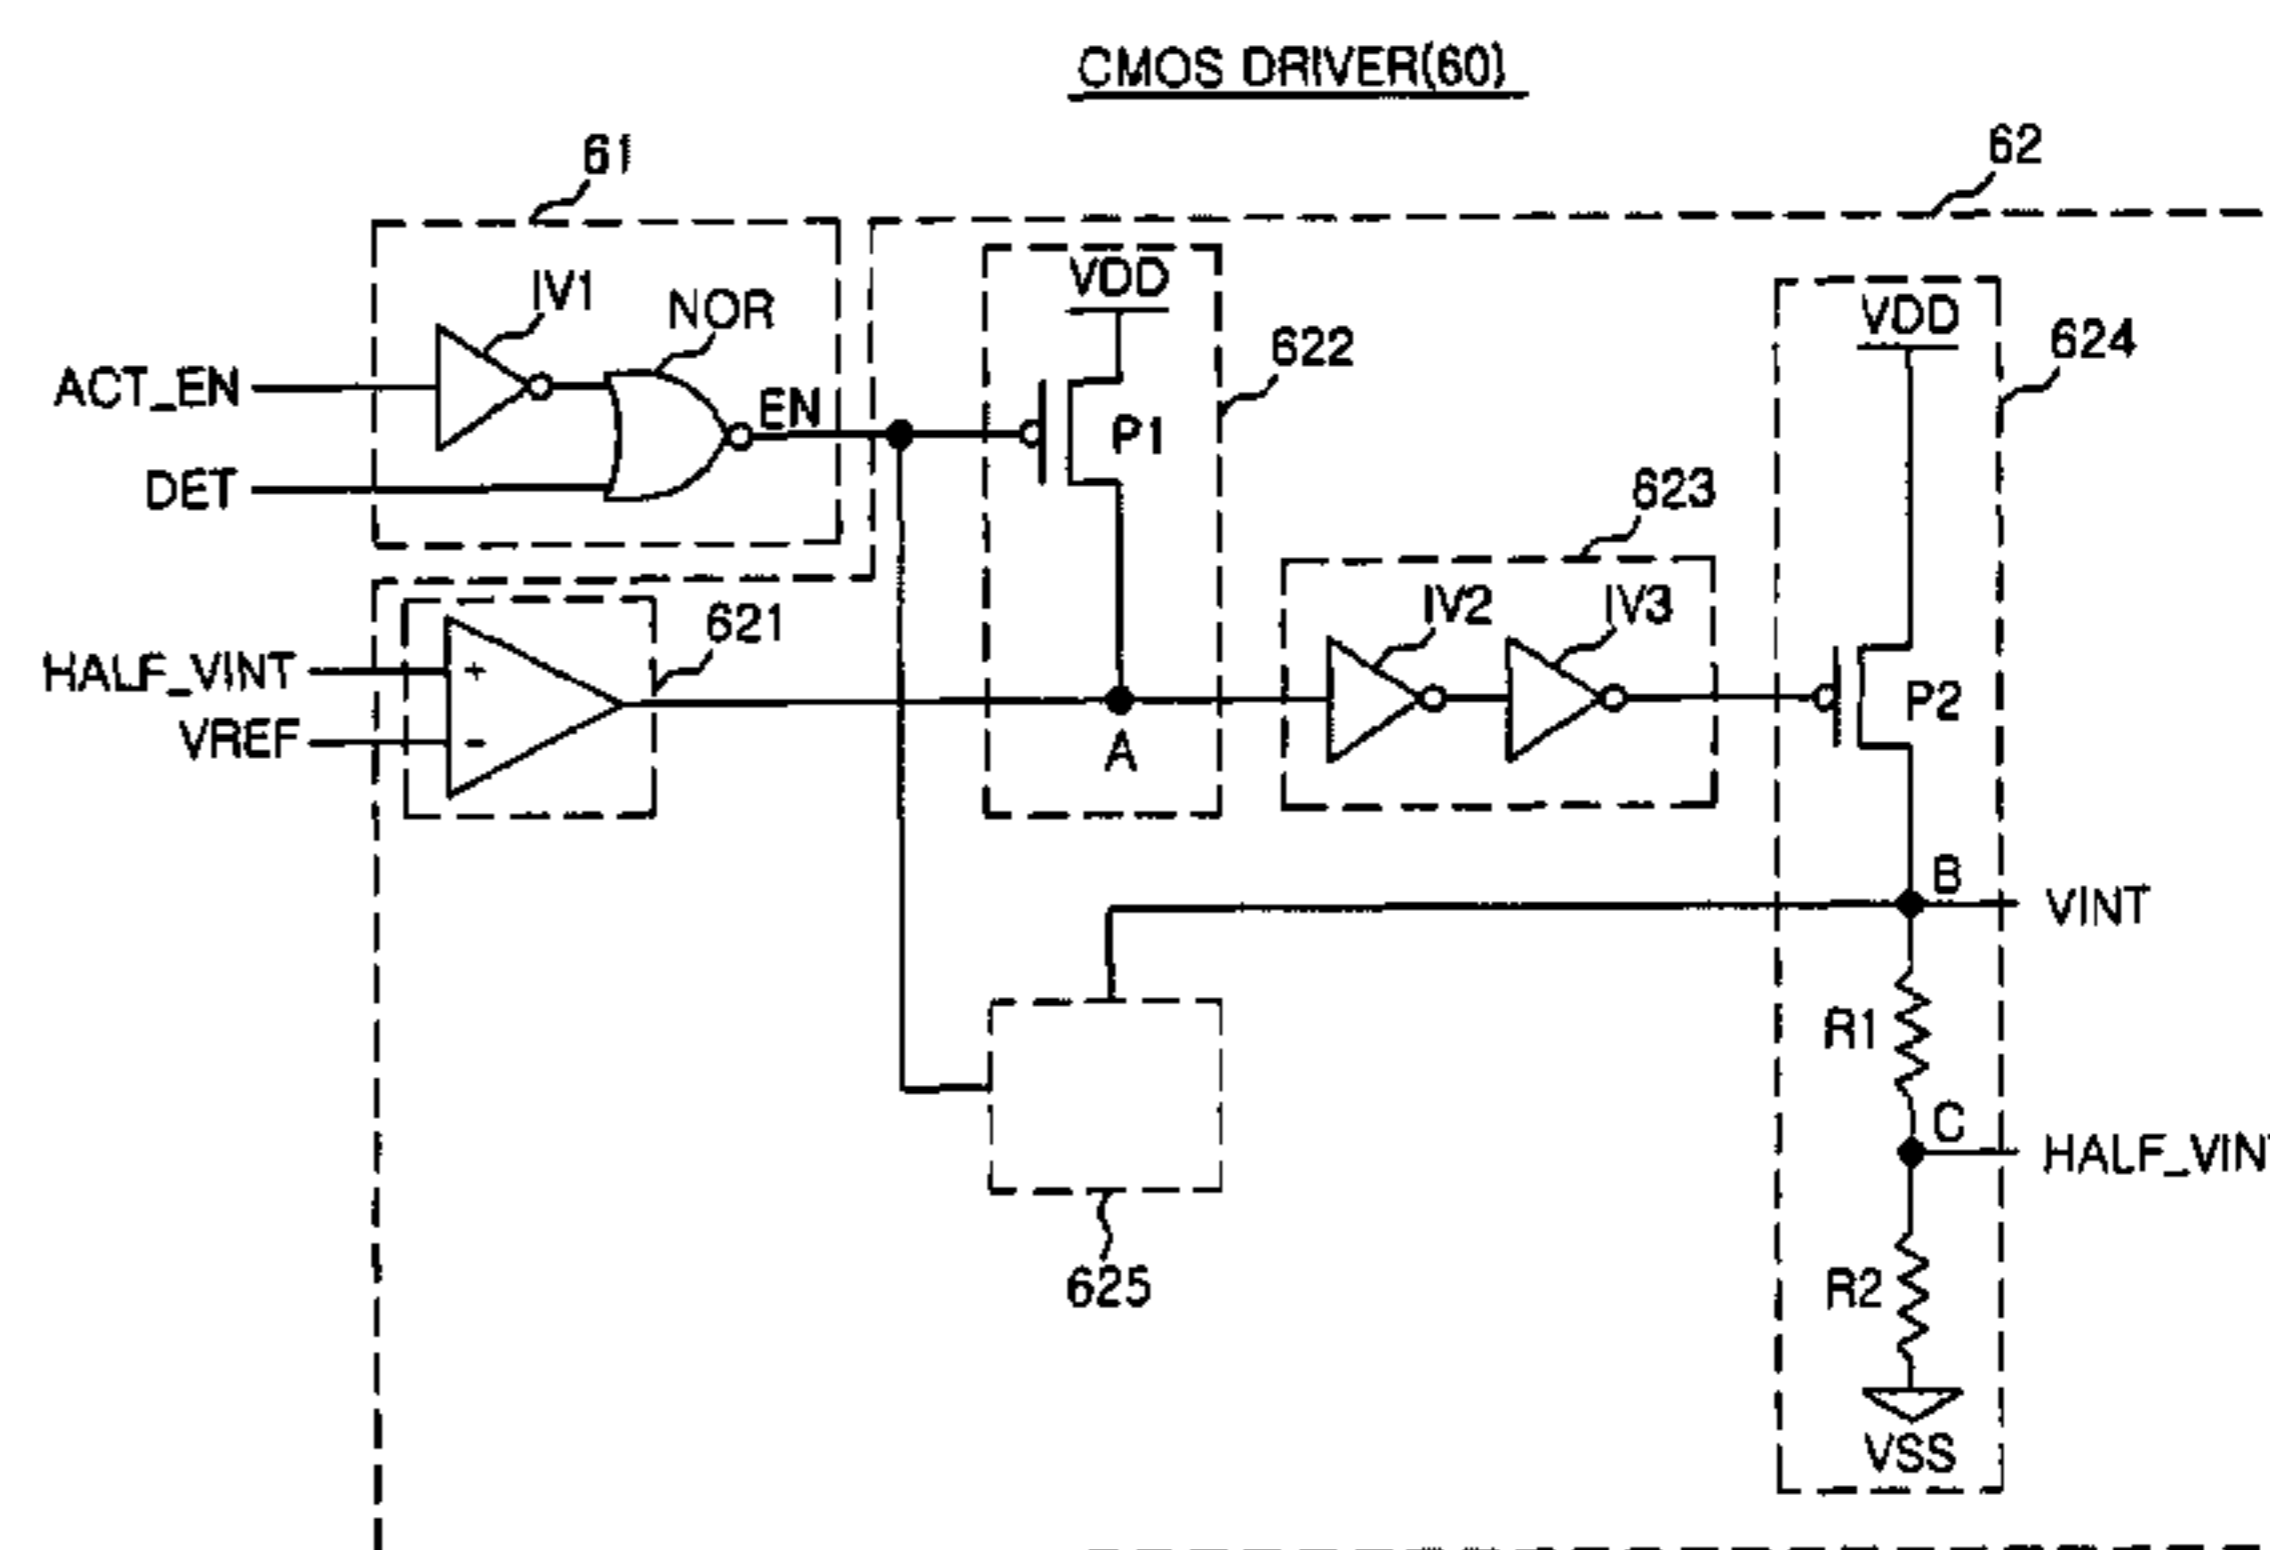 CMOS DRIVER(60)
61
62
IV1
NOR
VDD
VDD
622
624
ACT_EN
EN
P1
DET
623
IV2
IV3
621
HALF_VINT
+
P2
VREF
-
A
B
VINT
R1
C
HALF_VIN
625
R2
VSS